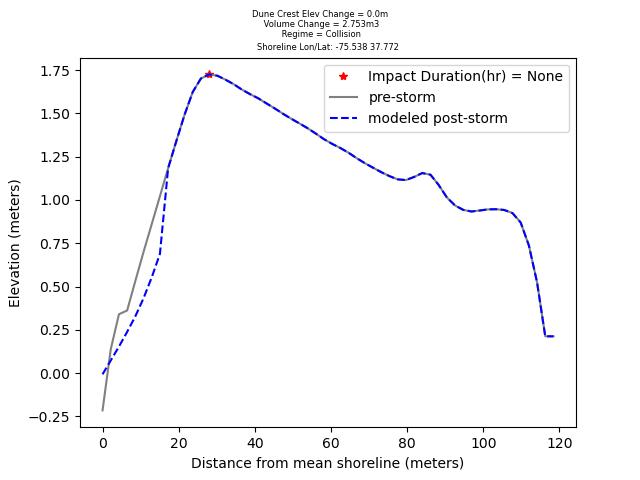 Dune Crest Elev Change = 0.0m
Volume Change = 2.753m3
Regime = Collision
Shoreline Lon/Lat: -75.538 37.772
Impact Duration(hr) = None
pre-storm
modeled post-storm
1.75
1.50
1.25
1.00
0.75
0.50
0.25
0.00
−0.25
Elevation (meters)
0 20 40 60 80 100 120
Distance from mean shoreline (meters)